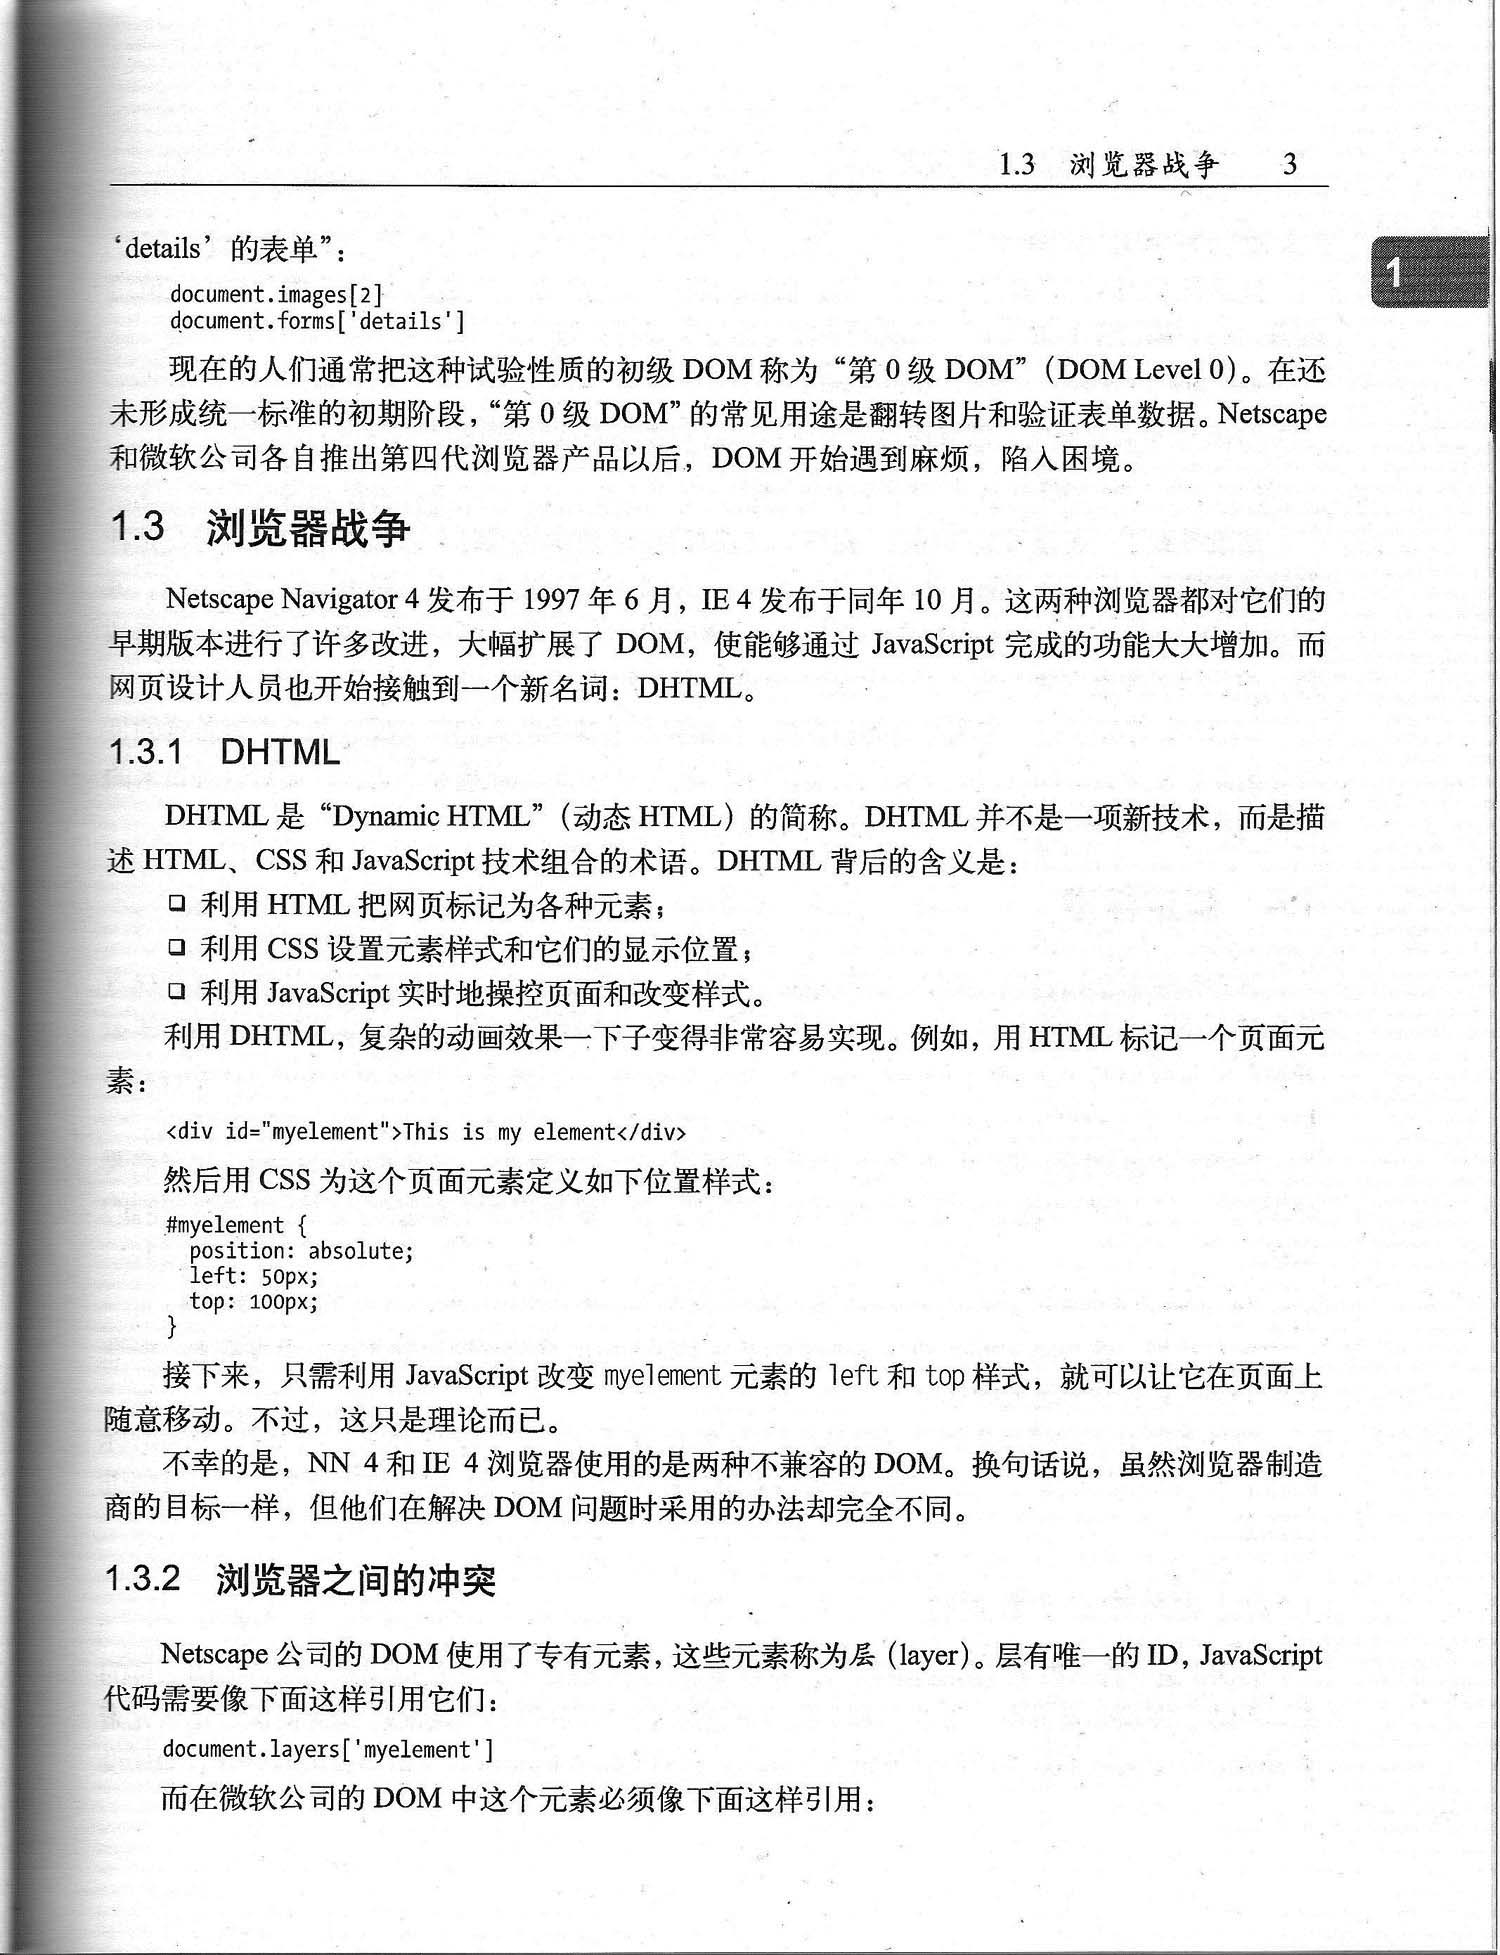 1.3 浏览器战争 3
1
‘details’的表单”：
document.images[2]
document.forms['details']
现在的人们通常把这种试验性质的初级 DOM 称为“第 0 级 DOM”（DOM Level 0）。在还
未形成统一标准的初期阶段，“第 0 级 DOM”的常见用途是翻转图片和验证表单数据。Netscape
和微软公司各自推出第四代浏览器产品以后，DOM 开始遇到麻烦，陷入困境。
1.3 浏览器战争
Netscape Navigator 4 发布于 1997 年 6 月，IE 4 发布于同年 10 月。这两种浏览器都对它们的
早期版本进行了许多改进，大幅扩展了 DOM，使能够通过 JavaScript 完成的功能大大增加。而
网页设计人员也开始接触到一个新名词：DHTML。
1.3.1 DHTML
DHTML 是“Dynamic HTML”（动态 HTML）的简称。DHTML 并不是一项新技术，而是描
述 HTML、CSS 和 JavaScript 技术组合的术语。DHTML 背后的含义是：
❑ 利用 HTML 把网页标记为各种元素；
❑ 利用 CSS 设置元素样式和它们的显示位置；
❑ 利用 JavaScript 实时地操控页面和改变样式。
利用 DHTML，复杂的动画效果一下子变得非常容易实现。例如，用 HTML 标记一个页面元
素：
<div id="myelement">This is my element</div>
然后用 CSS 为这个页面元素定义如下位置样式：
#myelement {
position: absolute;
left: 50px;
top: 100px;
}
接下来，只需利用 JavaScript 改变 myelement 元素的 left 和 top 样式，就可以让它在页面上
随意移动。不过，这只是理论而已。
不幸的是，NN 4 和 IE 4 浏览器使用的是两种不兼容的 DOM。换句话说，虽然浏览器制造
商的目标一样，但他们在解决 DOM 问题时采用的办法却完全不同。
1.3.2 浏览器之间的冲突
Netscape 公司的 DOM 使用了专有元素，这些元素称为层（layer）。层有唯一的 ID，JavaScript
代码需要像下面这样引用它们：
document.layers['myelement']
而在微软公司的 DOM 中这个元素必须像下面这样引用：